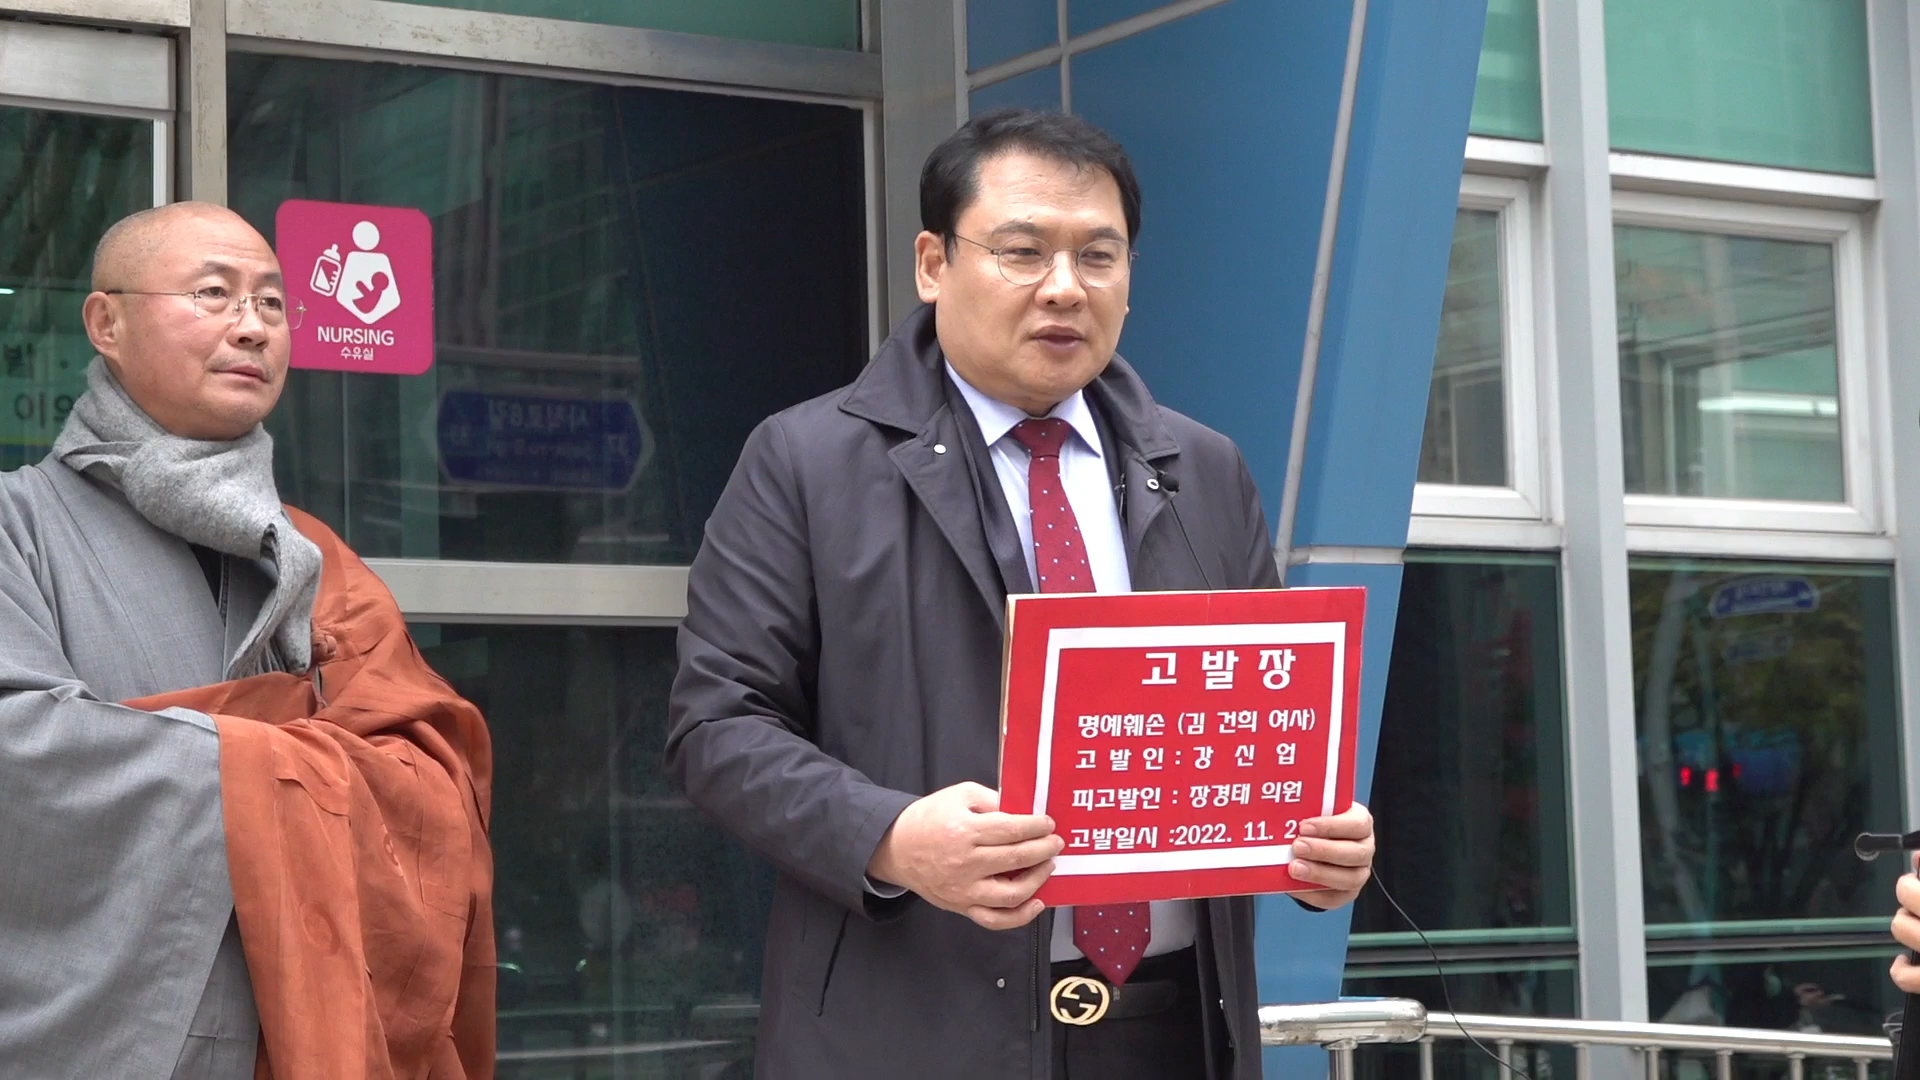 NURSING
수유실
고 발 장
명예훼손 (김 건희 여사)
고 발 인 : 강 신 업
피고발인 : 장경태 의원
고발일시 :2022. 11. 2